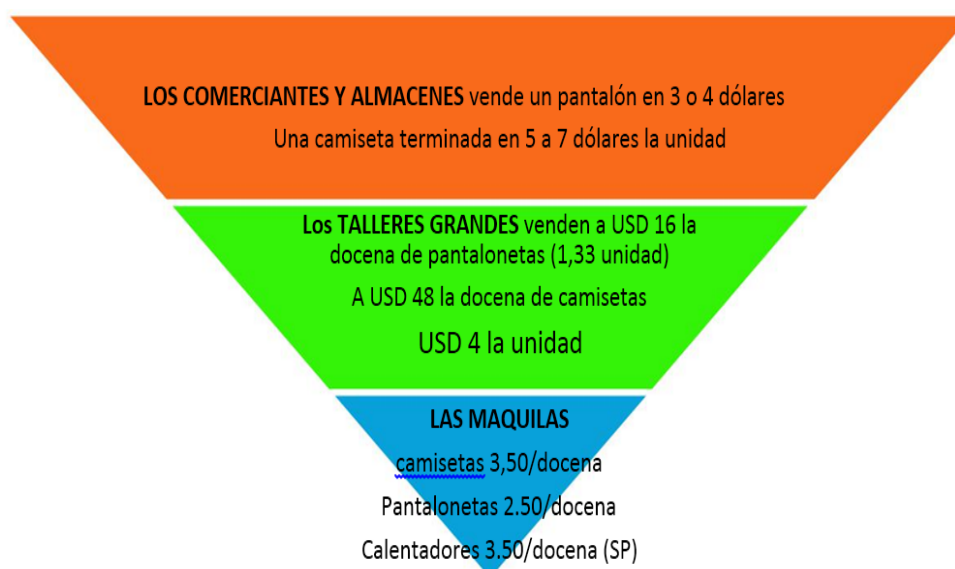 LOS COMERCIANTES Y ALMACENES vende un pantalón en 3 o 4 dólares
Una camiseta terminada en 5 a 7 dólares la unidad
Los TALLERES GRANDES venden a USD 16 la
docena de pantalonetas (1,33 unidad)
A USD 48 la docena de camisetas
USD 4 la unidad
LAS MAQUILAS
camisetas 3,50/docena
Pantalonetas 2.50/docena
Calentadores 3.50/docena (SP)